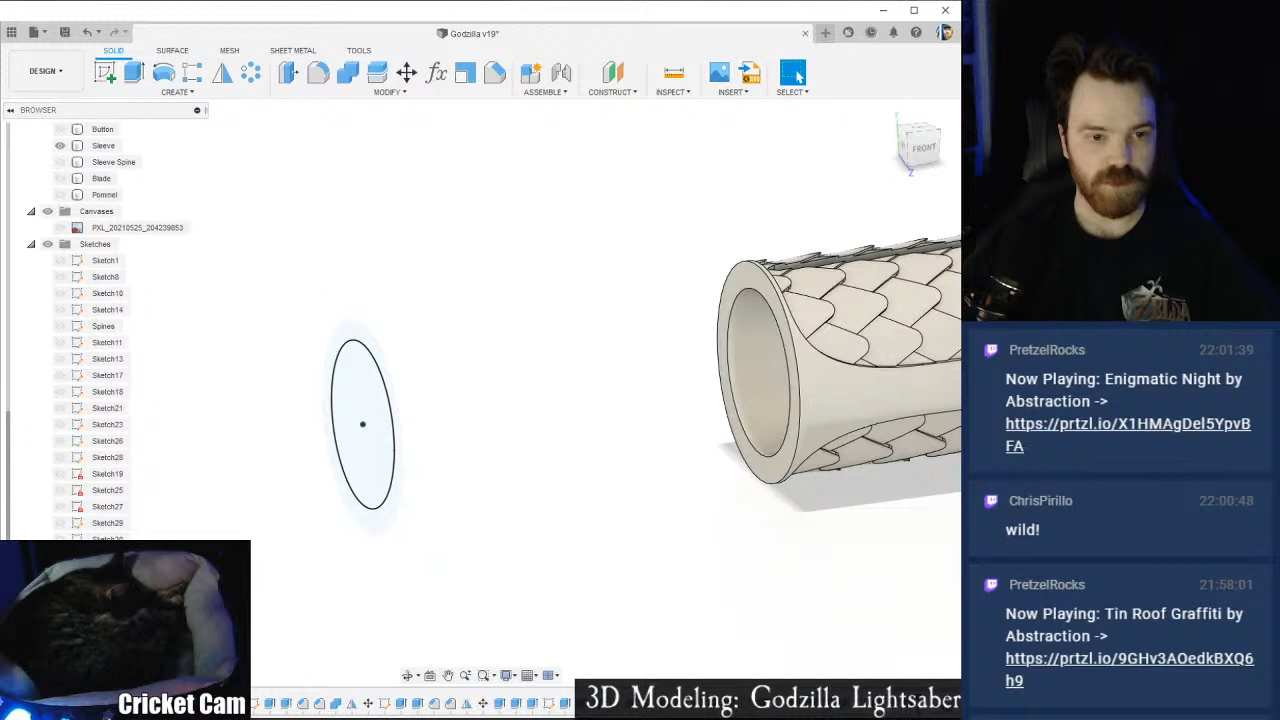 Godzilla v19*
DESIGN
SOLID
SURFACE
MESH
SHEET METAL
TOOLS
CREATE
MODIFY
ASSEMBLE
CONSTRUCT
INSPECT
INSERT
SELECT
BROWSER
Button
Sleeve
Sleeve Spine
Blade
Pommel
Canvases
PXL_20210525_204239853
Sketches
Sketch1
Sketch8
Sketch10
Sketch14
Spines
Sketch11
Sketch13
Sketch17
Sketch18
Sketch21
Sketch23
Sketch26
Sketch28
Sketch19
Sketch25
Sketch27
Sketch29
FRONT
Z
PretzelRocks 22:01:39
Now Playing: Enigmatic Night by
Abstraction ->
https://prtzl.io/X1HMAgDel5YpvB
FA
ChrisPirillo 22:00:48
wild!
PretzelRocks 21:58:01
Now Playing: Tin Roof Graffiti by
Abstraction ->
https://prtzl.io/9GHv3AOedkBXQ6
h9
Cricket Cam
3D Modeling: Godzilla Lightsaber